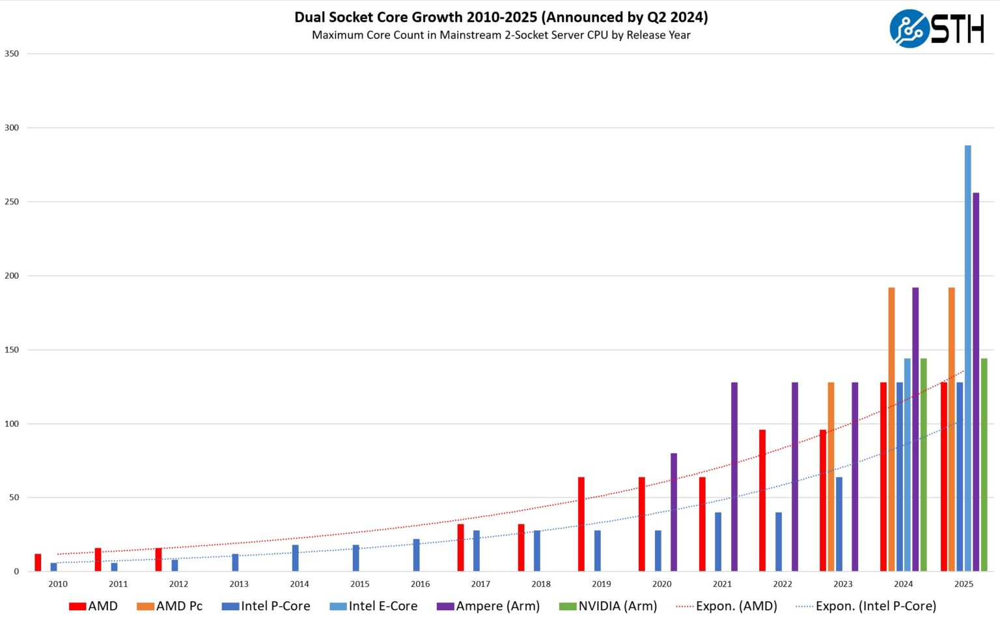 Dual Socket Core Growth 2010-2025 (Announced by Q2 2024)
Maximum Core Count in Mainstream 2-Socket Server CPU by Release Year
STH
350
300
250
200
150
100
50
0
2010 2011 2012 2013 2014 2015 2016 2017 2018 2019 2020 2021 2022 2023 2024 2025
AMD AMD Pc Intel P-Core Intel E-Core Ampere (Arm) NVIDIA (Arm) Expon. (AMD) Expon. (Intel P-Core)